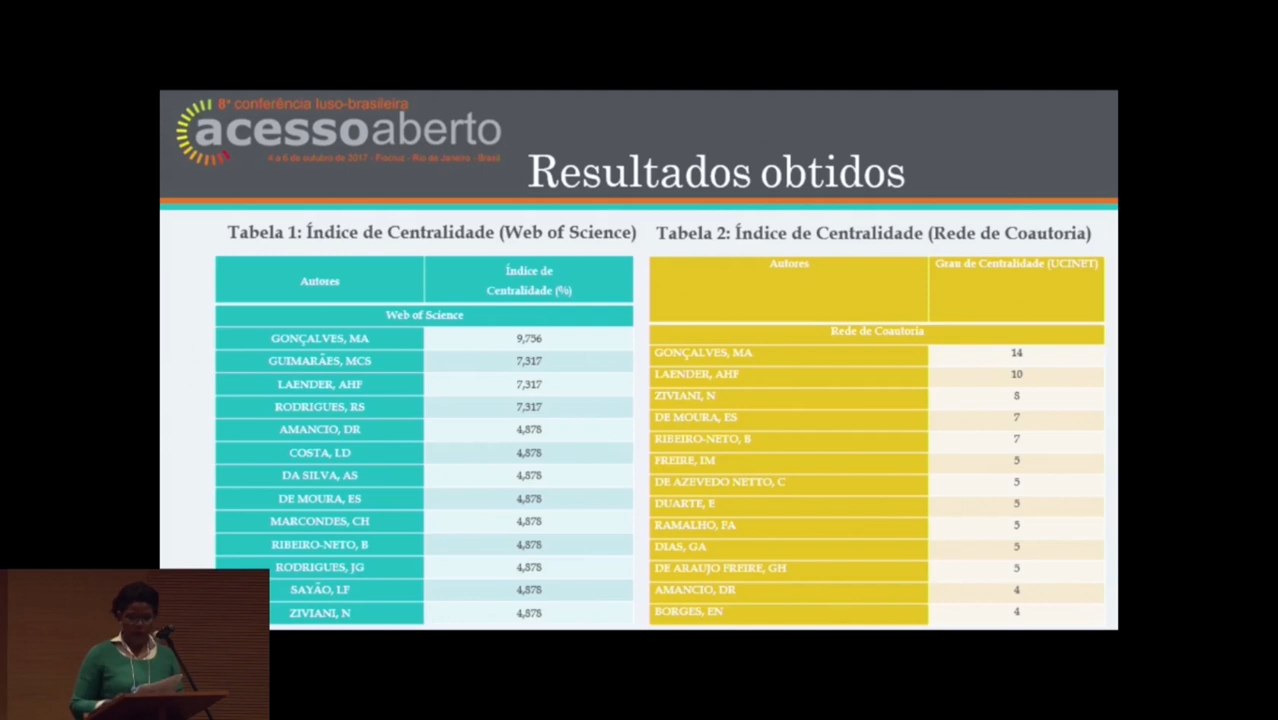 8ª conferência luso-brasileira
acessoaberto
4 a 6 de outubro de 2017 - Fiocruz - Rio de Janeiro - Brasil
Resultados obtidos
Tabela 1: Índice de Centralidade (Web of Science)
Autores
Índice de
Centralidade (%)
Web of Science
GONÇALVES, MA 9,756
GUIMARÃES, MCS 7,317
LAENDER, AHF 7,317
RODRIGUES, RS 7,317
AMANCIO, DR 4,878
COSTA, LD 4,878
DA SILVA, AS 4,878
DE MOURA, ES 4,878
MARCONDES, CH 4,878
RIBEIRO-NETO, B 4,878
RODRIGUES, JG 4,878
SAYÃO, LF 4,878
ZIVIANI, N 4,878
Tabela 2: Índice de Centralidade (Rede de Coautoria)
Autores Grau de Centralidade (UCINET)
Rede de Coautoria
GONÇALVES, MA 14
LAENDER, AHF 10
ZIVIANI, N 8
DE MOURA, ES 7
RIBEIRO-NETO, B 7
FREIRE, IM 5
DE AZEVEDO NETTO, C 5
DUARTE, E 5
RAMALHO, FA 5
DIAS, GA 5
DE ARAUJO FREIRE, GH 5
AMANCIO, DR 4
BORGES, EN 4